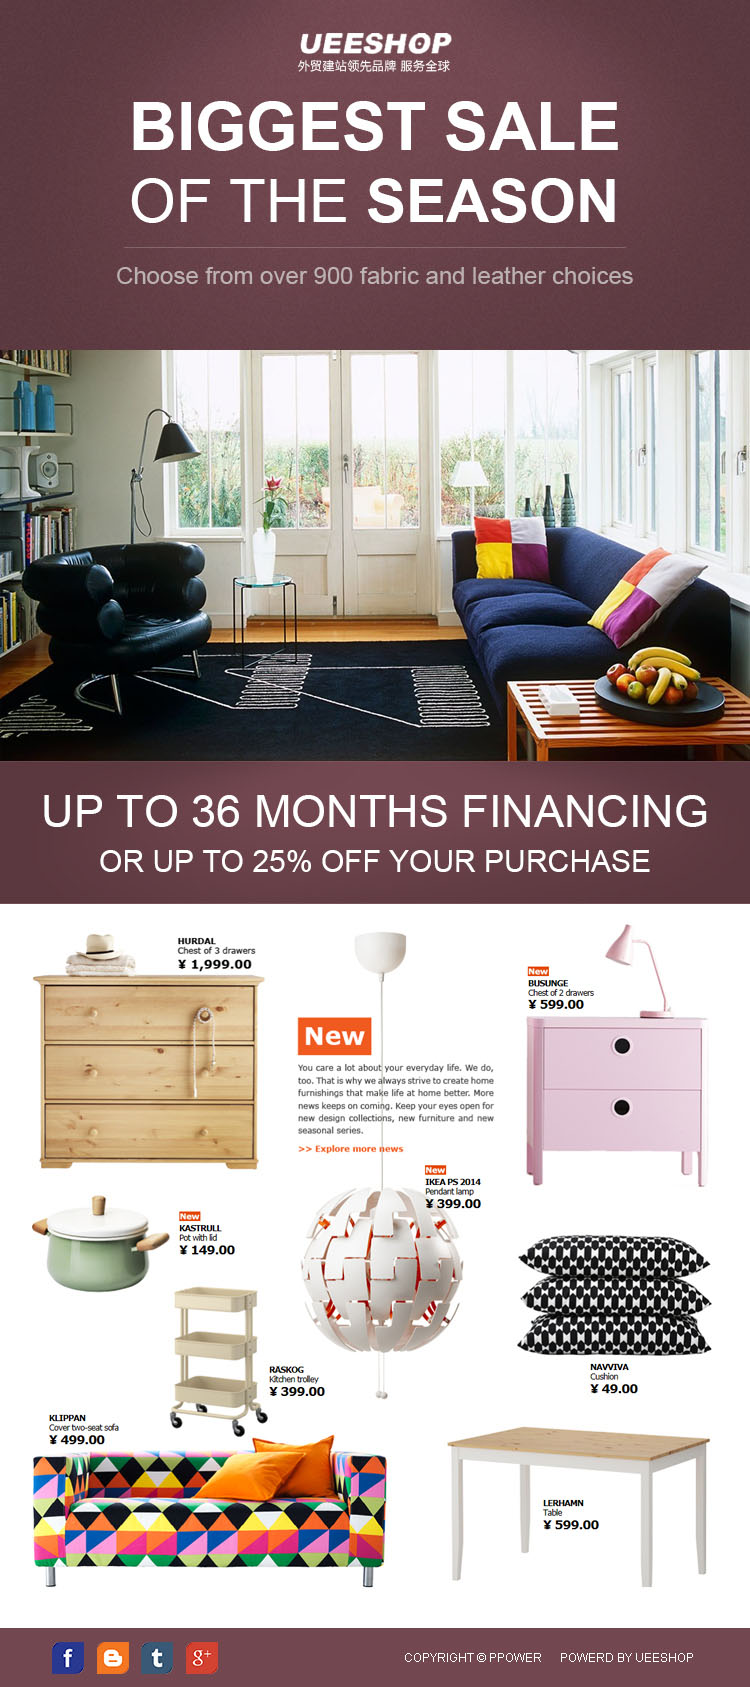 UEESHOP
外贸建站领先品牌 服务全球
BIGGEST SALE
OF THE SEASON
Choose from over 900 fabric and leather choices
UP TO 36 MONTHS FINANCING
OR UP TO 25% OFF YOUR PURCHASE
HURDAL
Chest of 3 drawers
¥ 1,999.00
New
BUSUNGE
Chest of 2 drawers
¥ 599.00
New
You care a lot about your everyday life. We do,
too. That is why we always strive to create home
furnishings that make life at home better. More
news keeps on coming. Keep your eyes open for
new design collections, new furniture and new
seasonal series.
>> Explore more news
New
IKEA PS 2014
Pendant lamp
¥ 399.00
New
KASTRULL
Pot with lid
¥ 149.00
RÅSKOG
Kitchen trolley
¥ 399.00
NAVVIVA
Cushion
¥ 49.00
KLIPPAN
Cover two-seat sofa
¥ 499.00
LERHAMN
Table
¥ 599.00
f t g+
COPYRIGHT © PPOWER POWERD BY UEESHOP